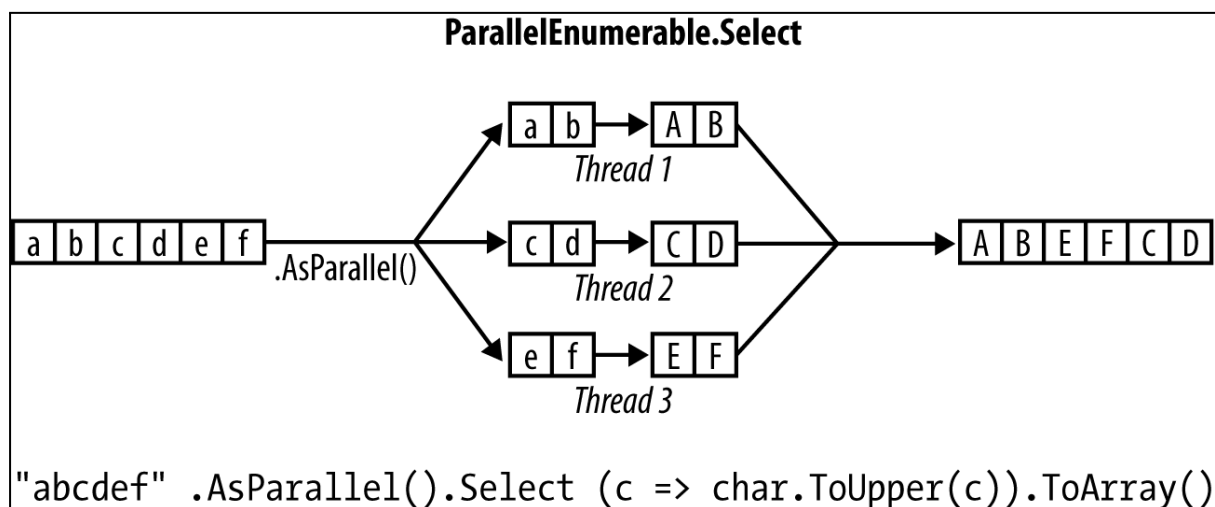 ParallelEnumerable.Select
a b A B
Thread 1
a b c d e f .AsParallel() c d C D A B E F C D
Thread 2
e f E F
Thread 3
"abcdef" .AsParallel().Select (c => char.ToUpper(c)).ToArray()